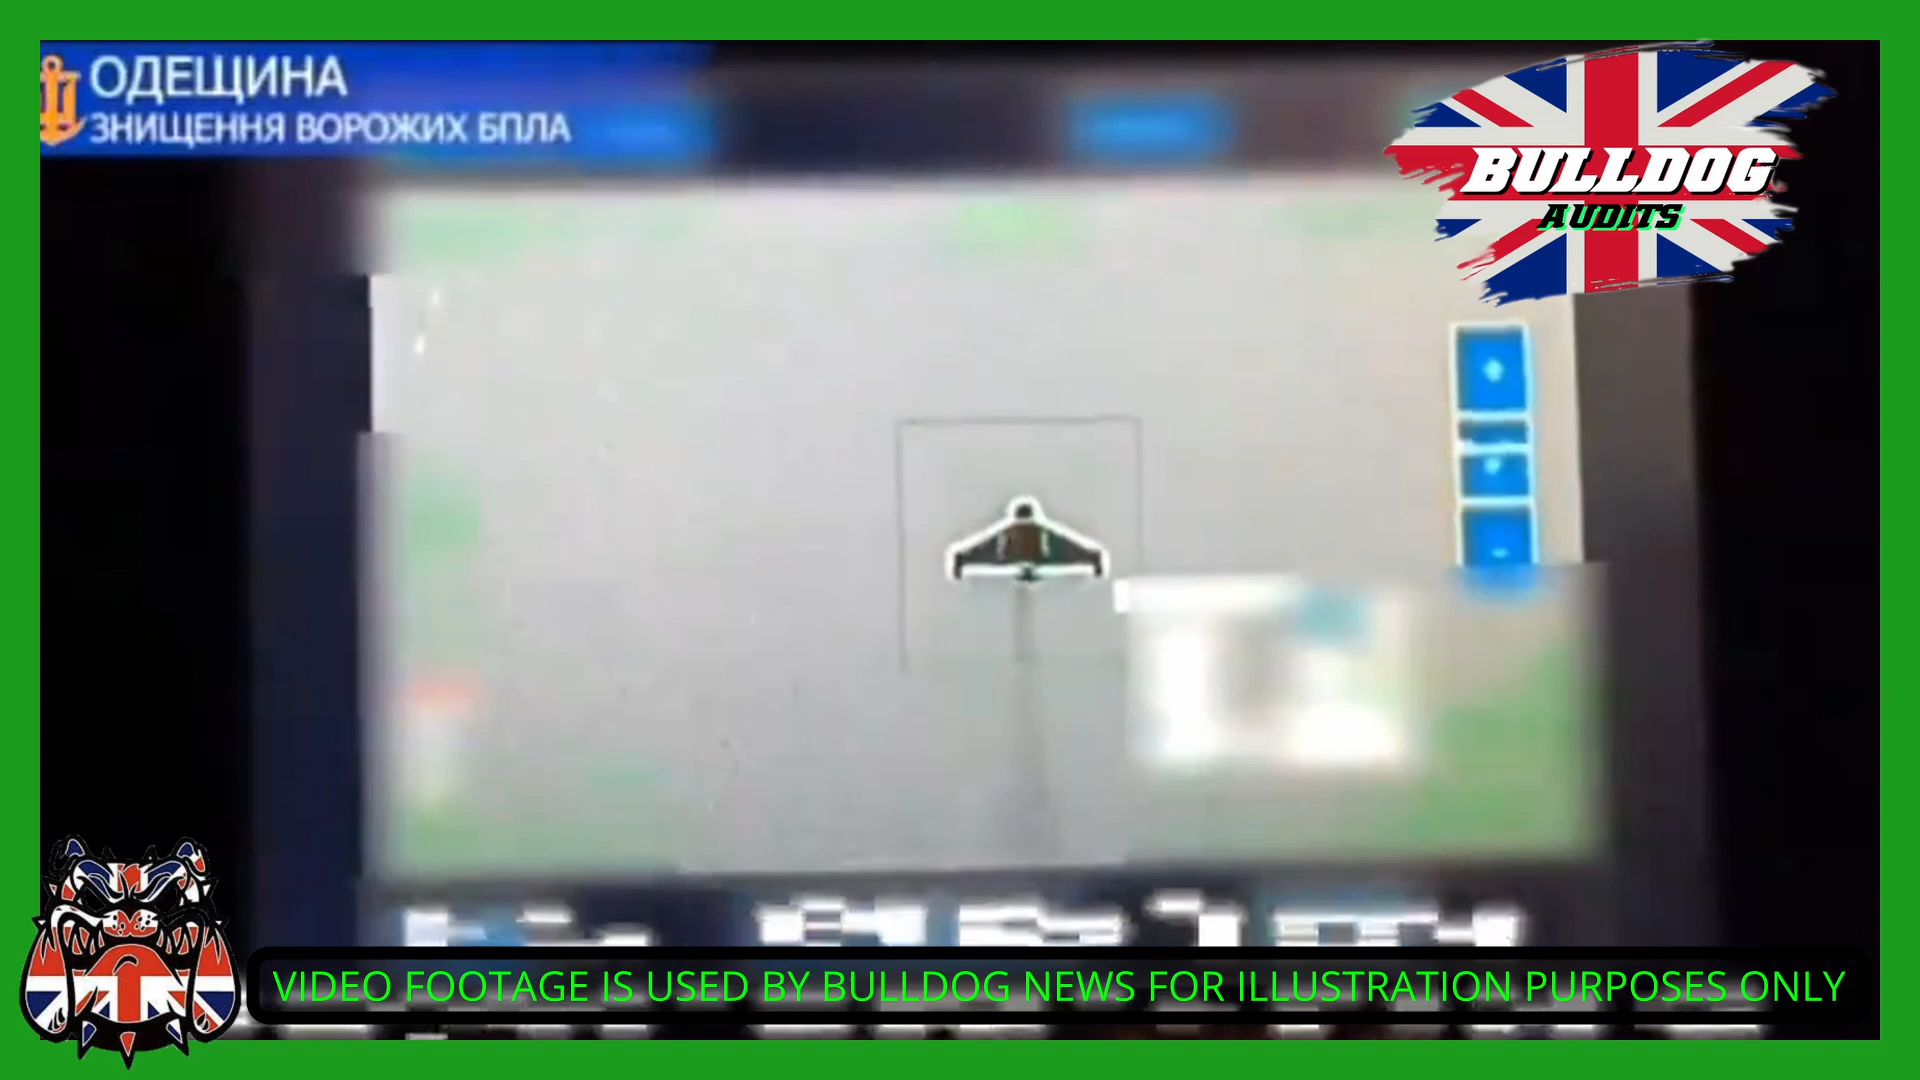 ОДЕЩИНА
ЗНИЩЕННЯ ВОРОЖИХ БПЛА
BULLDOG
AUDITS
VIDEO FOOTAGE IS USED BY BULLDOG NEWS FOR ILLUSTRATION PURPOSES ONLY